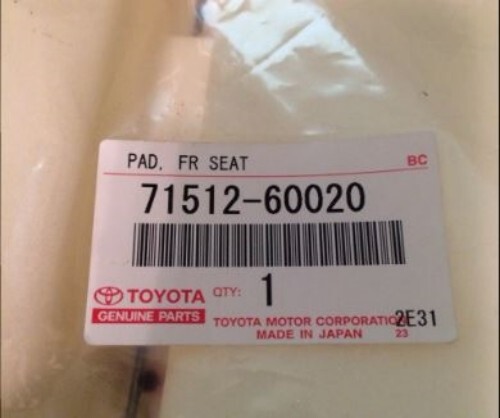 PAD, FR SEAT BC
71512-60020
TOYOTA QTY: 1
GENUINE PARTS
TOYOTA MOTOR CORPORATION 2E31
MADE IN JAPAN 23